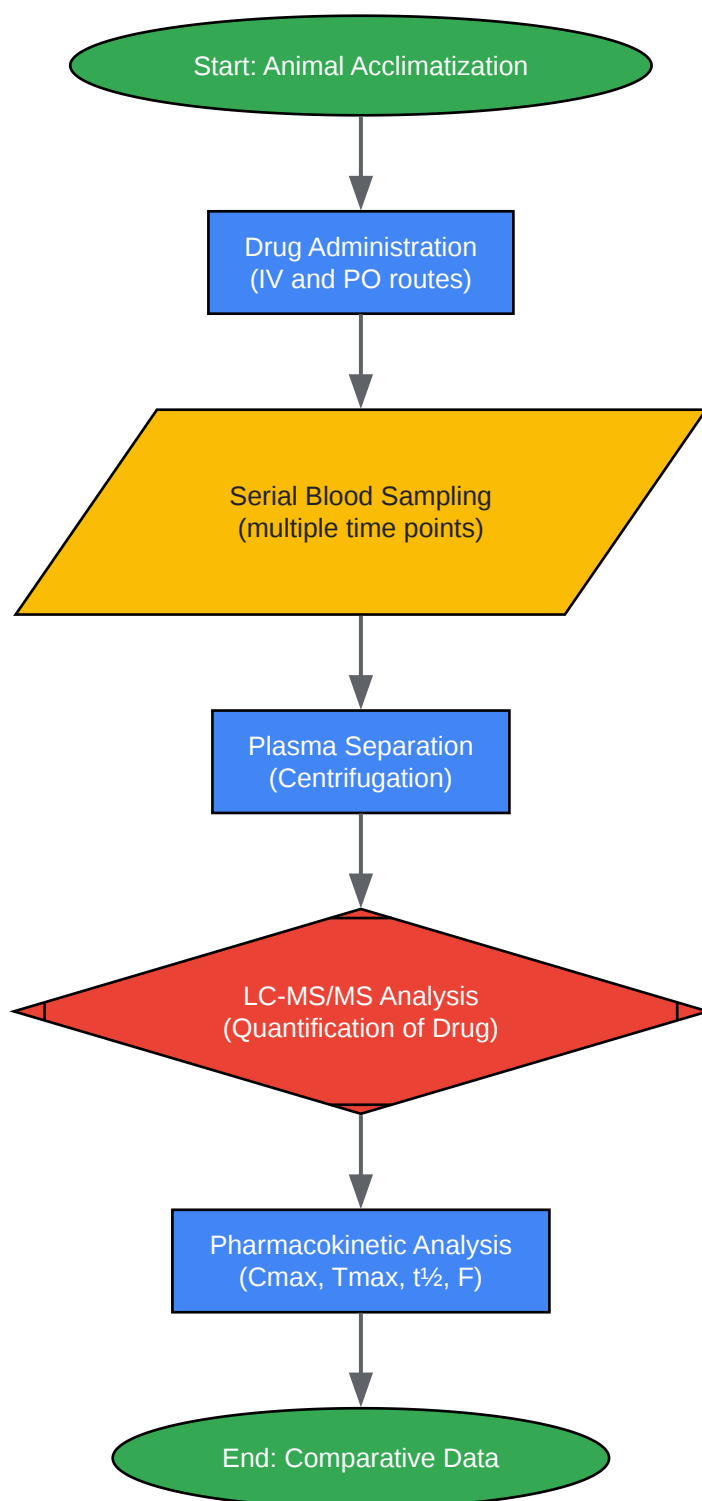 Start: Animal Acclimatization
Drug Administration
(IV and PO routes)
Serial Blood Sampling
(multiple time points)
Plasma Separation
(Centrifugation)
LC-MS/MS Analysis
(Quantification of Drug)
Pharmacokinetic Analysis
(Cmax, Tmax, t½, F)
End: Comparative Data